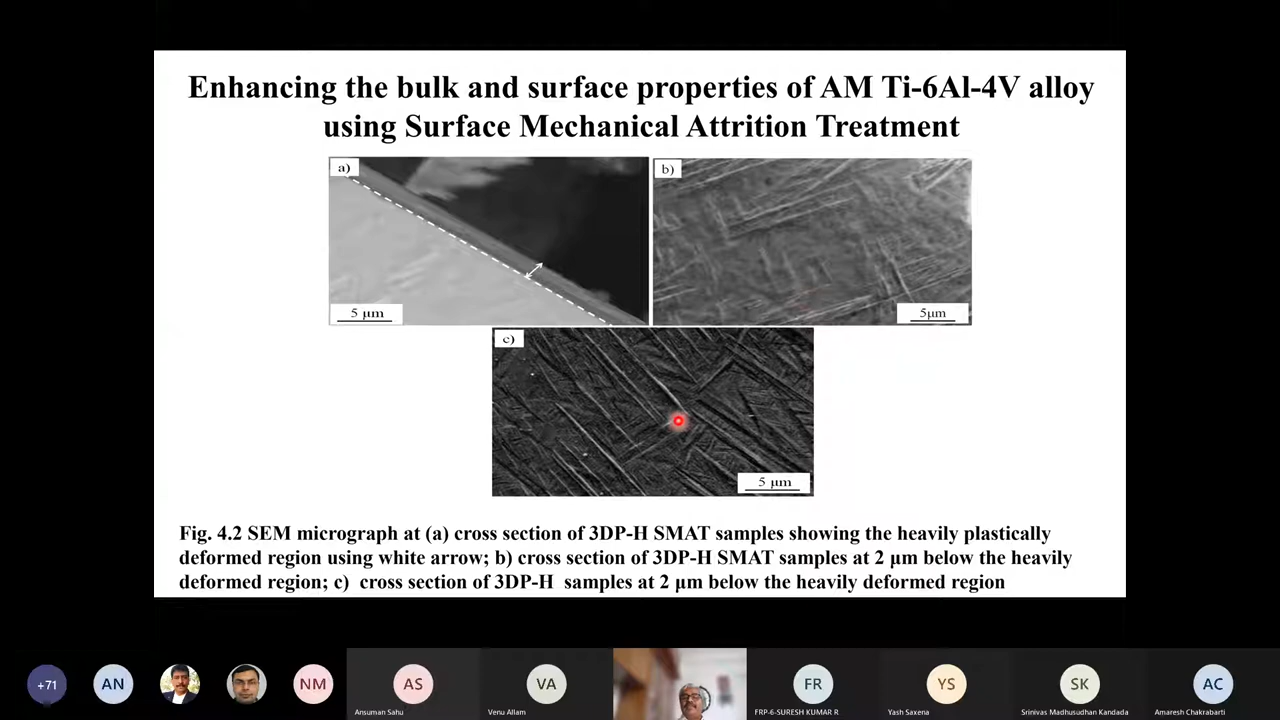 Enhancing the bulk and surface properties of AM Ti-6Al-4V alloy
using Surface Mechanical Attrition Treatment
a)
b)
5 μm
5μm
c)
5 μm
Fig. 4.2 SEM micrograph at (a) cross section of 3DP-H SMAT samples showing the heavily plastically
deformed region using white arrow; b) cross section of 3DP-H SMAT samples at 2 μm below the heavily
deformed region; c) cross section of 3DP-H samples at 2 μm below the heavily deformed region
+71
AN
NM
AS
VA
FR
YS
SK
AC
Ansuman Sahu
Venu Allam
FRP-6-SURESH KUMAR R
Yash Saxena
Srinivas Madhusudhan Kandada
Amaresh Chakrabarti